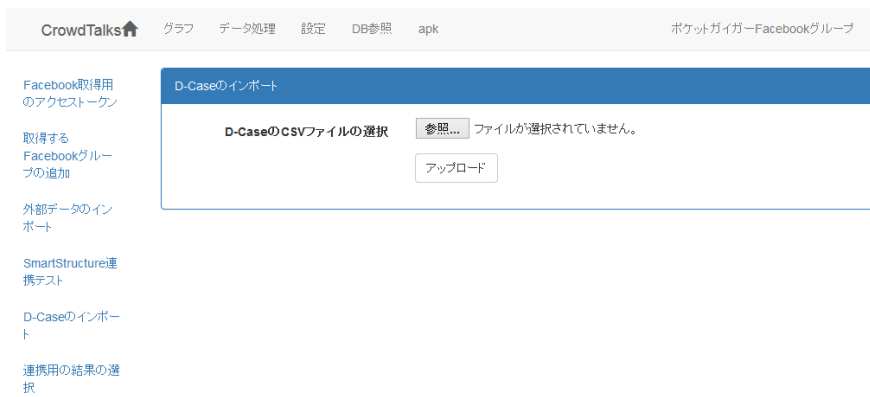 CrowdTalks グラフ データ処理 設定 DB参照 apk ポケットガイガーFacebookグループ
Facebook取得用
のアクセストークン
取得する
Facebookグルー
プの追加
外部データのイン
ポート
SmartStructure連
携テスト
D-Caseのインポー
ト
連携用の結果の選
択
D-Caseのインポート
D-CaseのCSVファイルの選択 参照... ファイルが選択されていません。
アップロード